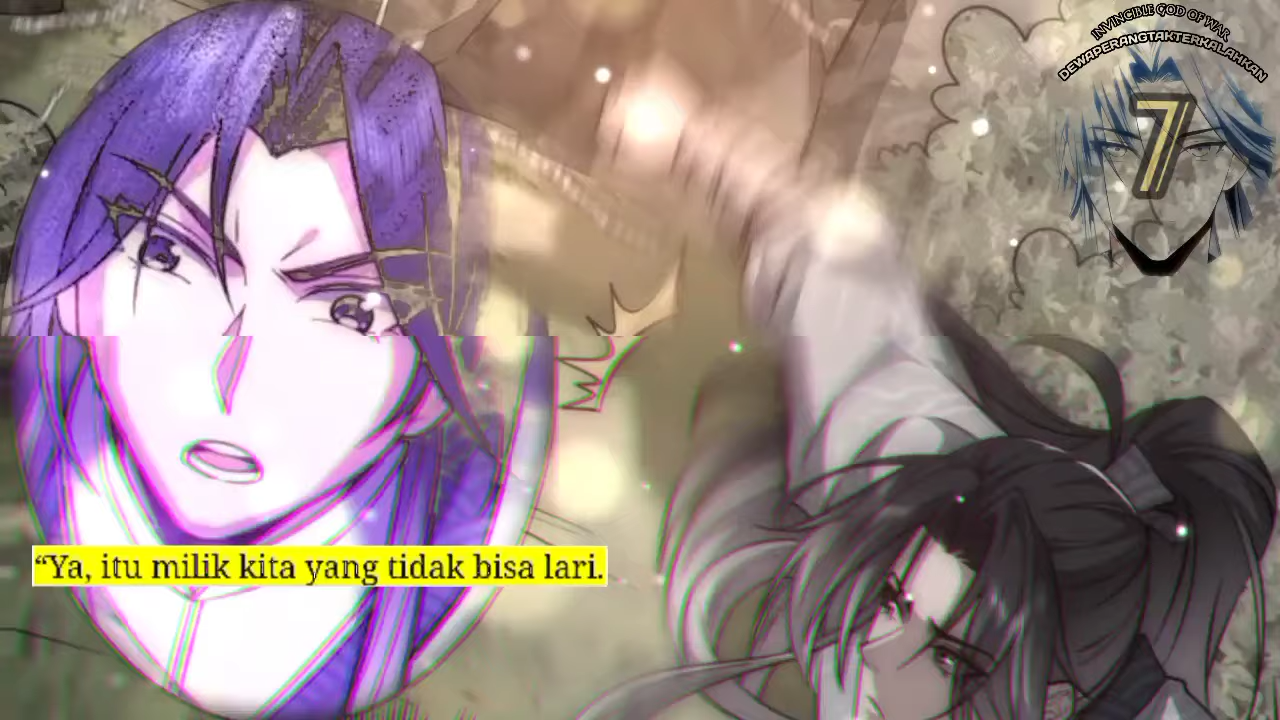 INVINCIBLE GOD OF WAR
DEWAPERANGTAKTERKALAHKAN
7
“Ya, itu milik kita yang tidak bisa lari.